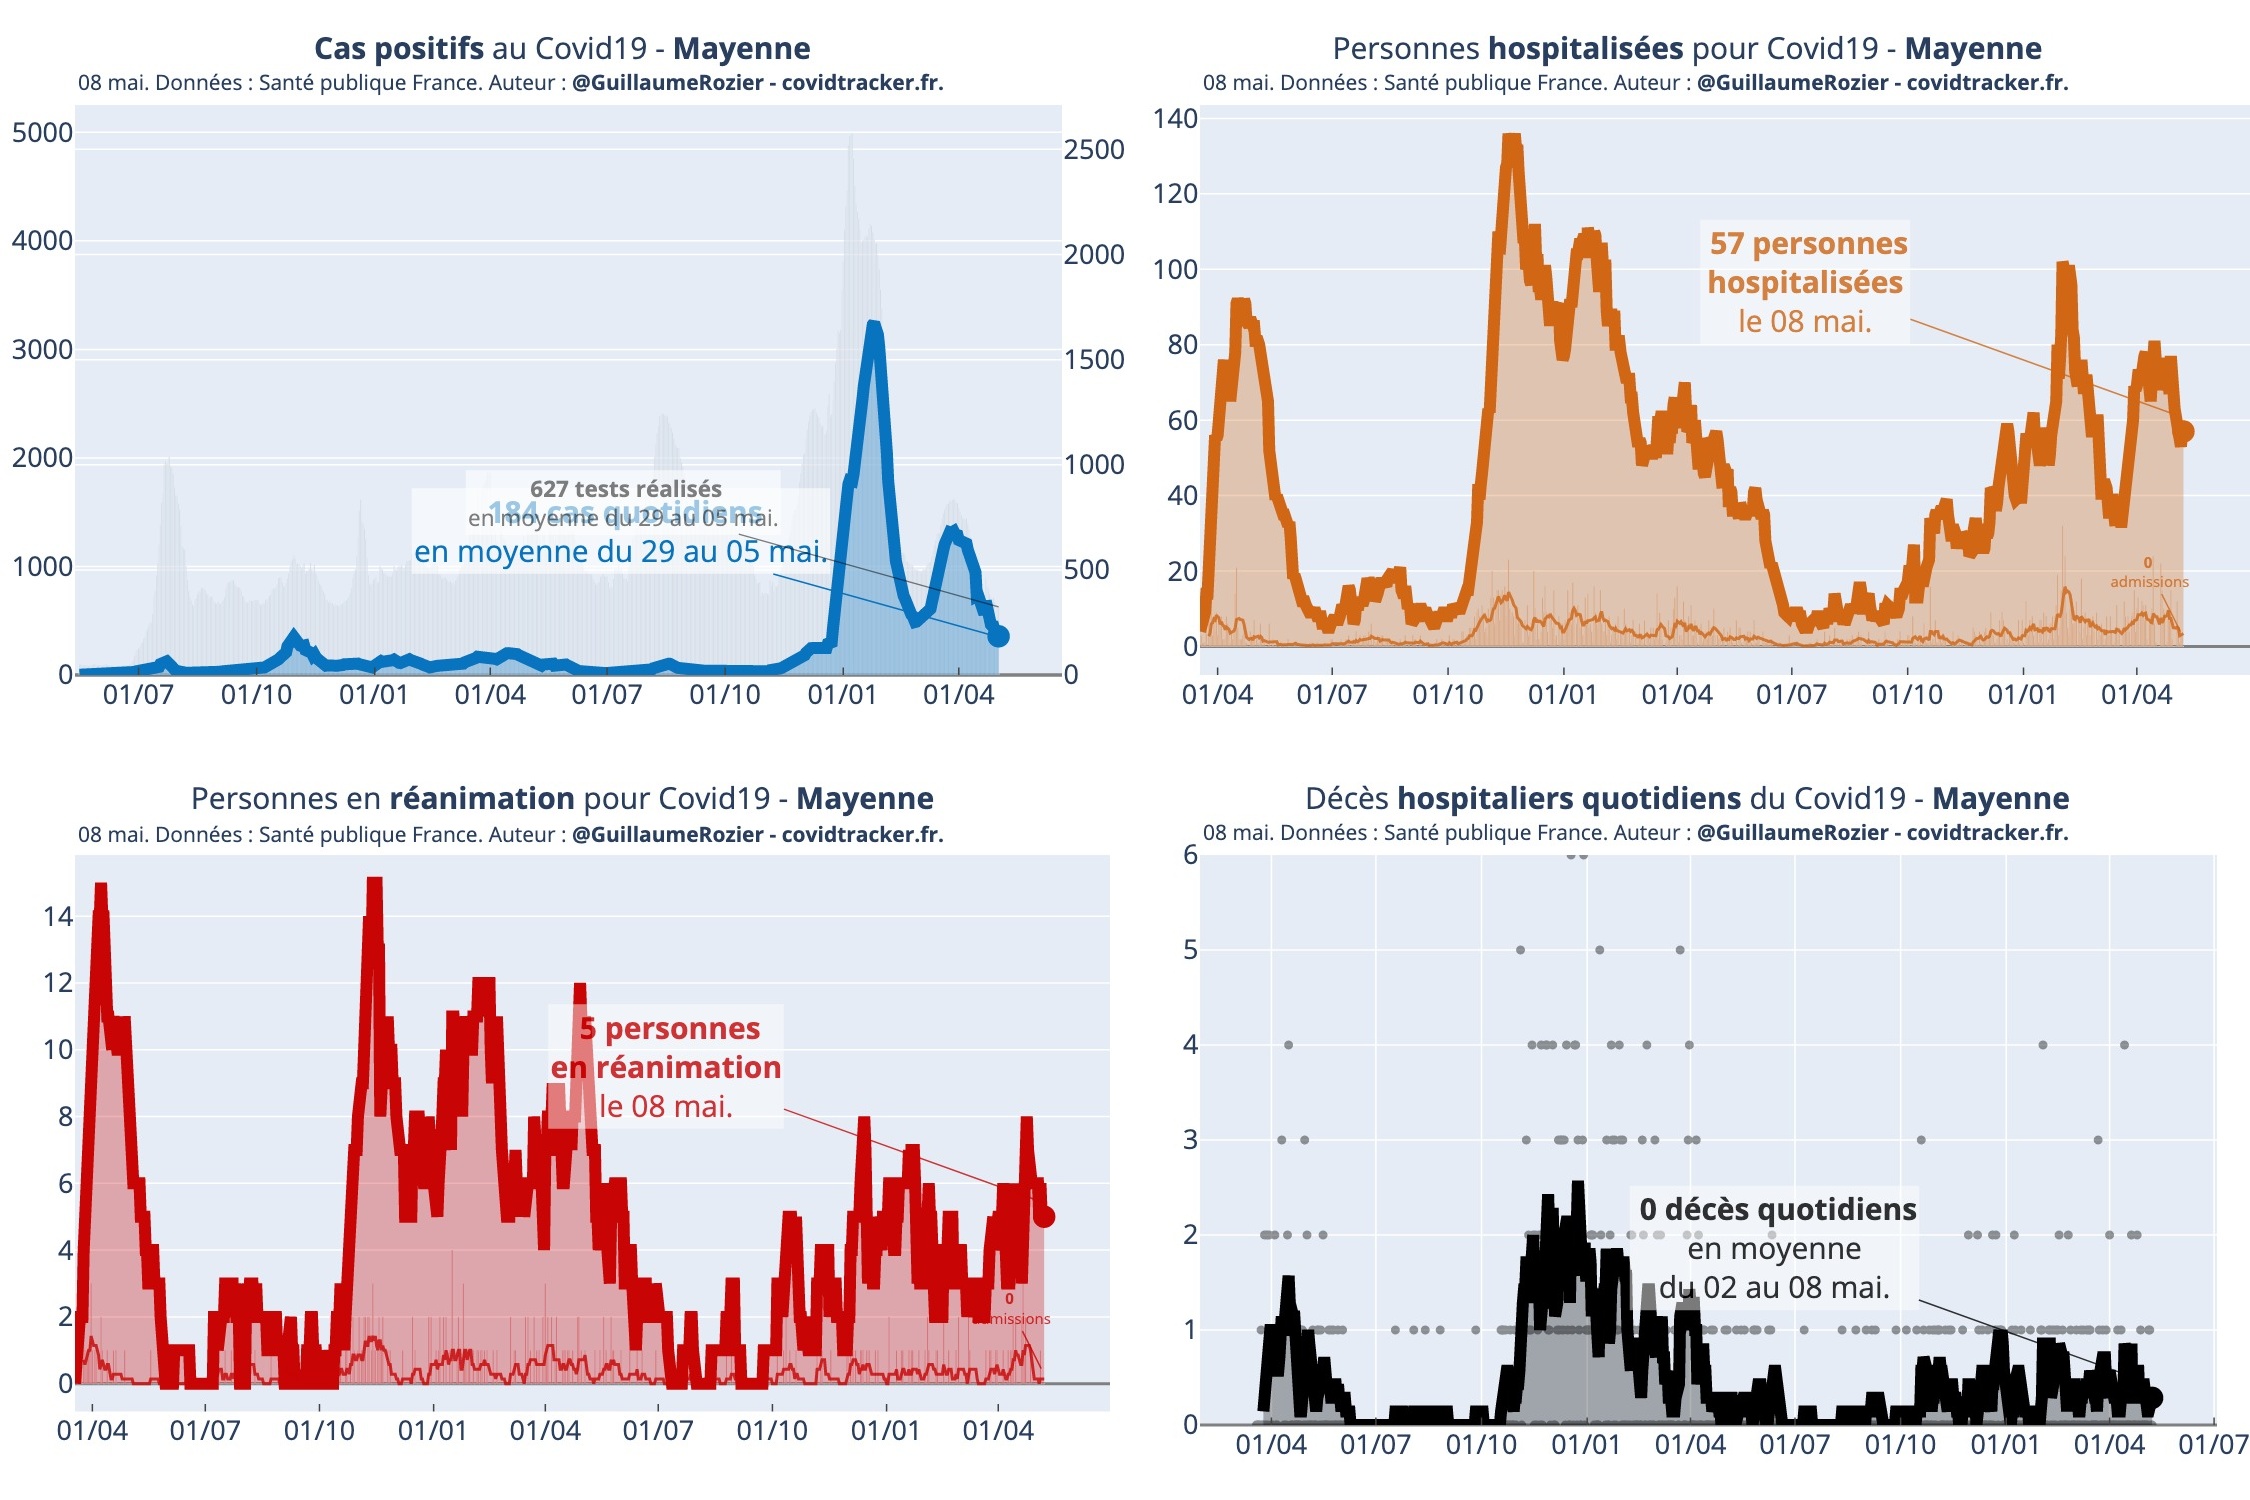 Cas positifs au Covid19 - Mayenne
08 mai. Données : Santé publique France. Auteur : @GuillaumeRozier - covidtracker.fr.
5000
4000
3000
2000
1000
0
2500
2000
1500
1000
500
0
627 tests réalisés
en moyenne du 29 au 05 mai.
184 cas quotidiens
en moyenne du 29 au 05 mai.
01/07 01/10 01/01 01/04 01/07 01/10 01/01 01/04
Personnes hospitalisées pour Covid19 - Mayenne
08 mai. Données : Santé publique France. Auteur : @GuillaumeRozier - covidtracker.fr.
140
120
100
80
60
40
20
0
57 personnes
hospitalisées
le 08 mai.
0
admissions
01/04 01/07 01/10 01/01 01/04 01/07 01/10 01/01 01/04
Personnes en réanimation pour Covid19 - Mayenne
08 mai. Données : Santé publique France. Auteur : @GuillaumeRozier - covidtracker.fr.
14
12
10
8
6
4
2
0
5 personnes
en réanimation
le 08 mai.
0
admissions
01/04 01/07 01/10 01/01 01/04 01/07 01/10 01/01 01/04
Décès hospitaliers quotidiens du Covid19 - Mayenne
08 mai. Données : Santé publique France. Auteur : @GuillaumeRozier - covidtracker.fr.
6
5
4
3
2
1
0
0 décès quotidiens
en moyenne
du 02 au 08 mai.
01/04 01/07 01/10 01/01 01/04 01/07 01/10 01/01 01/04 01/07